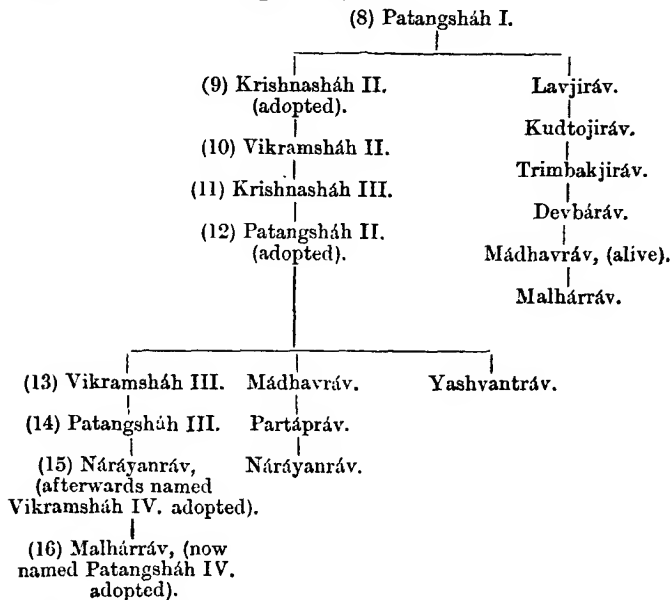 (8) Patangsháh I.
(9) Krishnasháh II.
(adopted).
(10) Vikramsháh II.
(11) Krishnasháh III.
(12) Patangsháh II.
(adopted).
Lavjiráv.
Kudtojiráv.
Trimbakjiráv.
Devbáráv.
Mádhavráv, (alive).
Malhárráv.
(13) Vikramsháh III.
(14) Patangsháh III.
(15) Náráyanráv,
(afterwards named
Vikramsháh IV. adopted).
(16) Malhárráv, (now
named Patangsháh IV.
adopted).
Mádhavráv.
Partápráv.
Náráyanráv.
Yashvantráv.